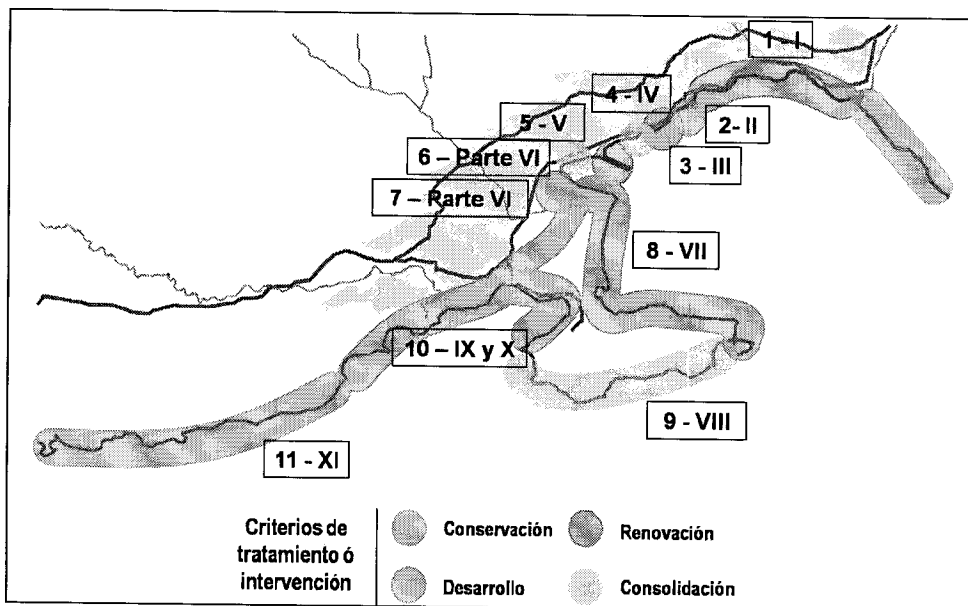 1 - I
4 - IV
5 - V
2- II
6 – Parte VI
3 - III
7 – Parte VI
8 - VII
10 – IX y X
9 - VIII
11 - XI
Criterios de
tratamiento ó
intervención
Conservación
Renovación
Desarrollo
Consolidación